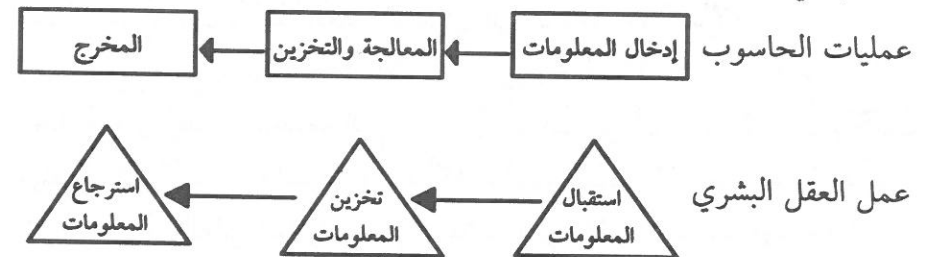 عمليات الحاسوب
إدخال المعلومات
المعالجة والتخزين
المخرج
عمل العقل البشري
استقبال
المعلومات
تخزين
المعلومات
استرجاع
المعلومات